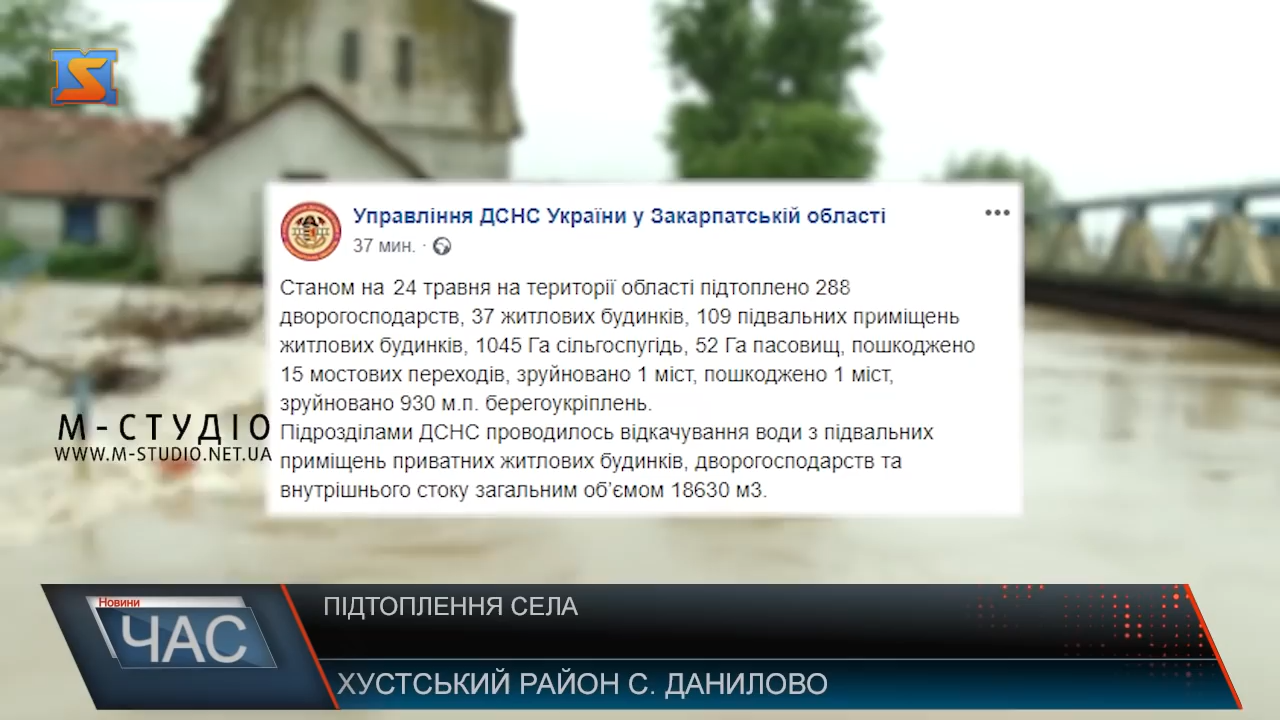 Управління ДСНС України у Закарпатській області
37 мин. ·
Станом на 24 травня на території області підтоплено 288
дворогосподарств, 37 житлових будинків, 109 підвальних приміщень
житлових будинків, 1045 Га сільгоспугідь, 52 Га пасовищ, пошкоджено
15 мостових переходів, зруйновано 1 міст, пошкоджено 1 міст,
зруйновано 930 м.п. берегоукріплень.
Підрозділами ДСНС проводилось відкачування води з підвальних
приміщень приватних житлових будинків, дворогосподарств та
внутрішнього стоку загальним об’ємом 18630 м3.
М-СТУДІО
WWW.M-STUDIO.NET.UA
Новини
ЧАС
ПІДТОПЛЕННЯ СЕЛА
ХУСТСЬКИЙ РАЙОН С. ДАНИЛОВО